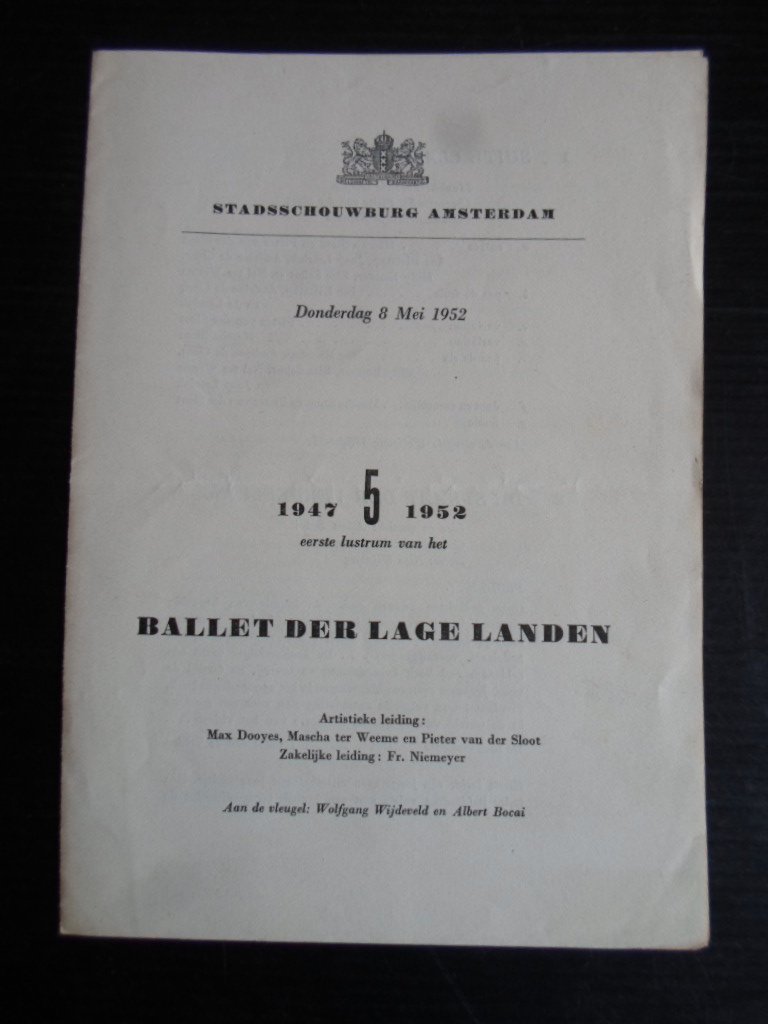 STADSSCHOUWBURG AMSTERDAM
Donderdag 8 Mei 1952
1947 5 1952
eerste lustrum van het
BALLET DER LAGE LANDEN
Artistieke leiding:
Max Dooyes, Mascha ter Weeme en Pieter van der Sloot
Zakelijke leiding: Fr. Niemeyer
Aan de vleugel: Wolfgang Wijdeveld en Albert Bocai